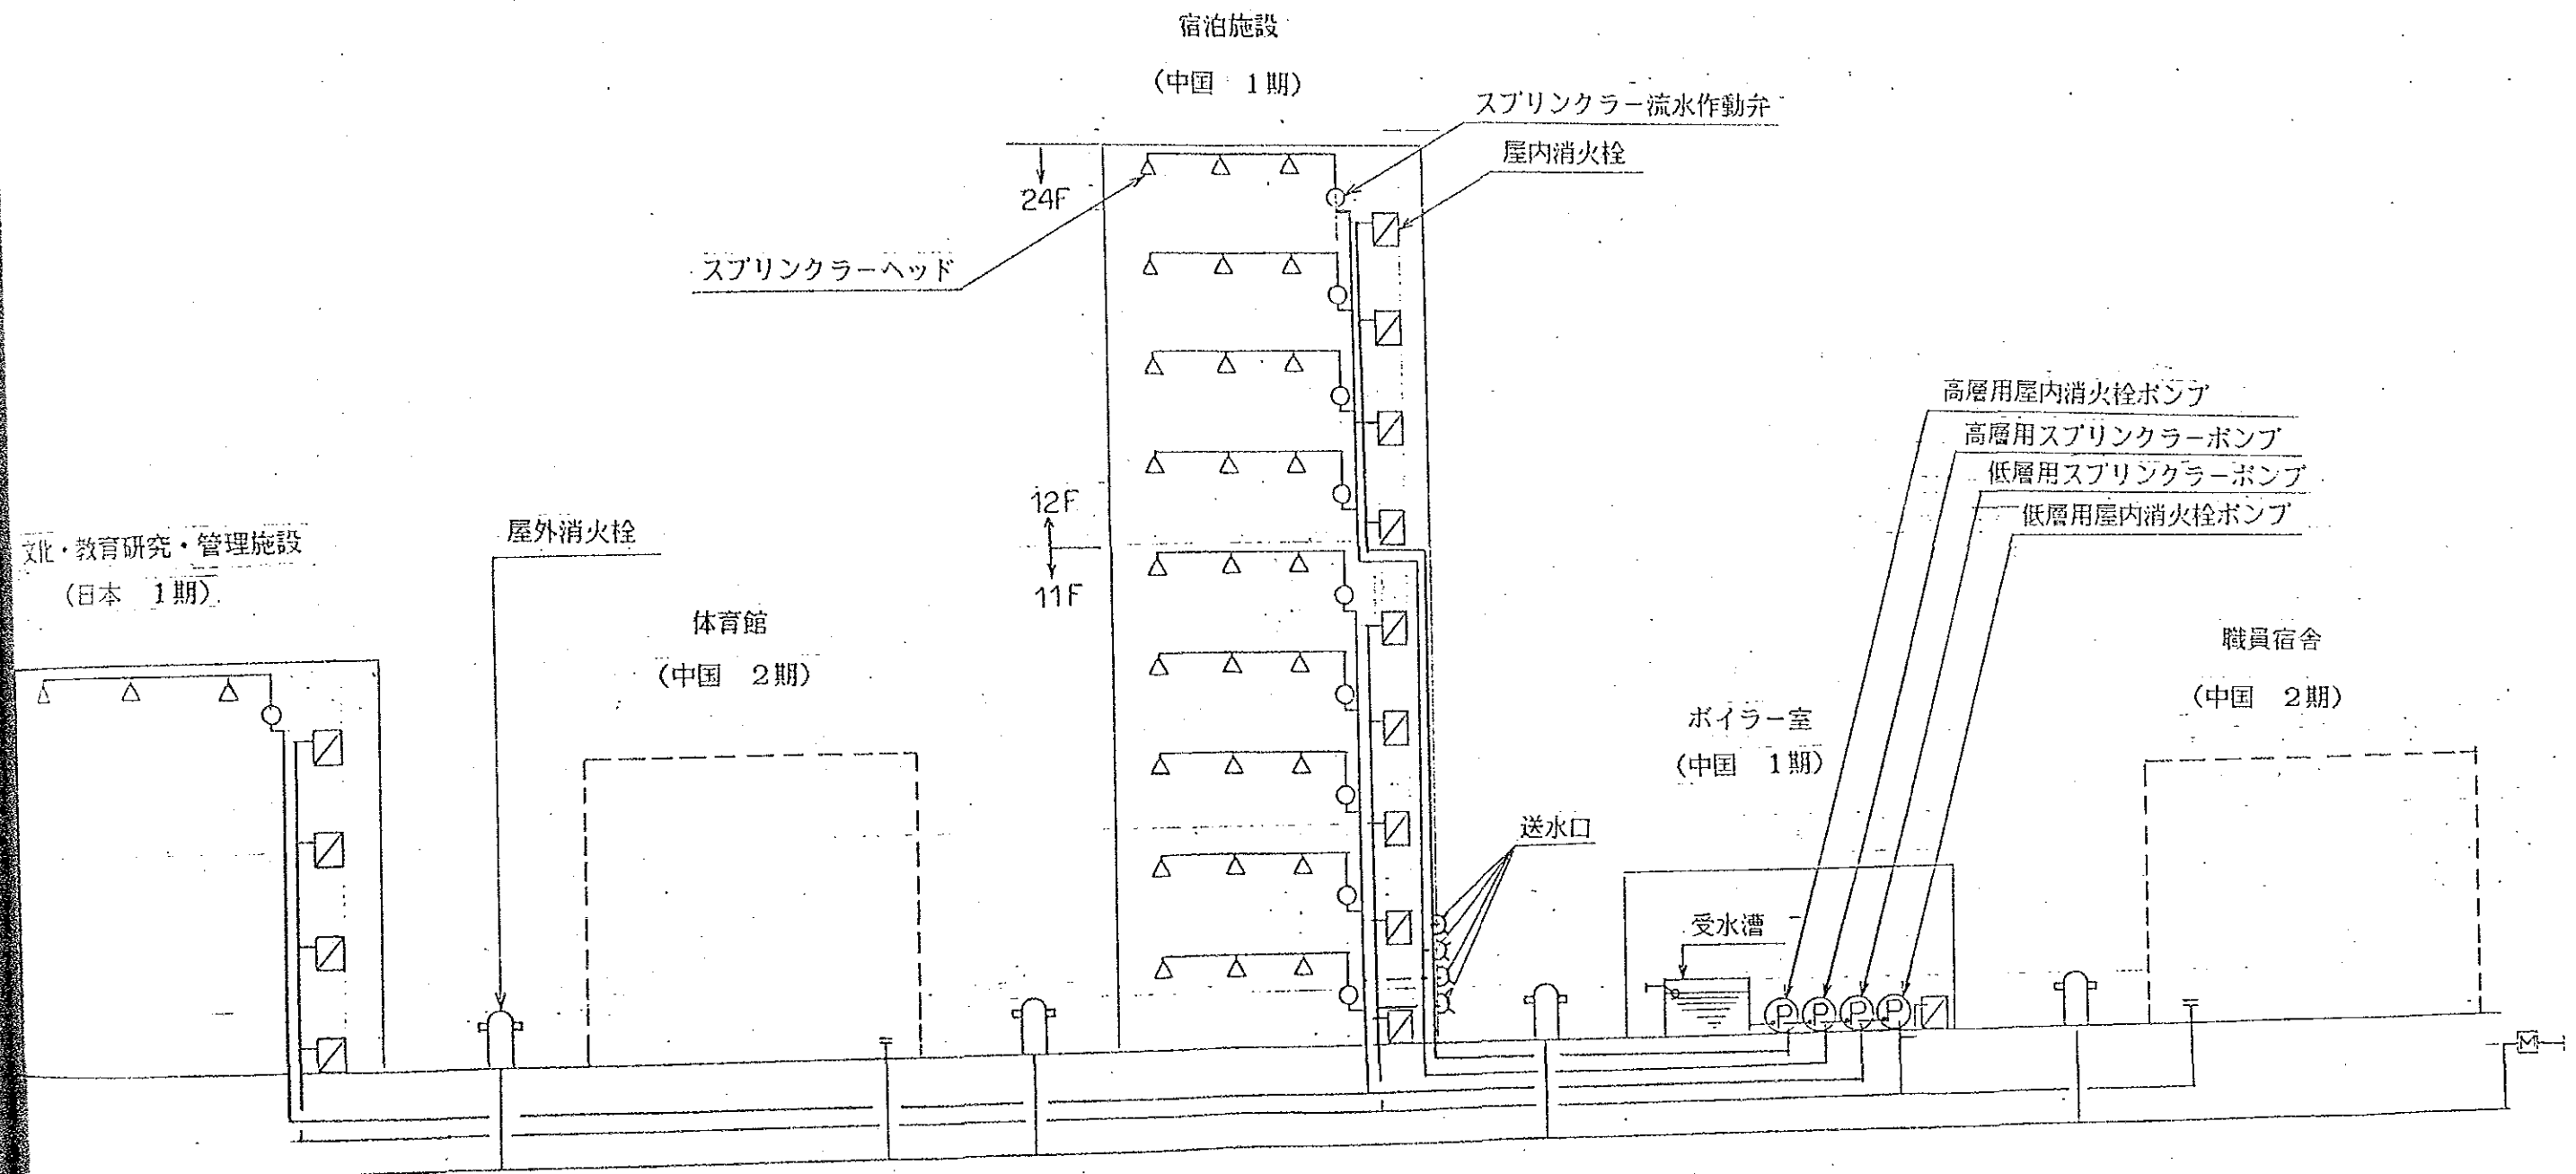 宿泊施設
(中国 1期)
スプリンクラー流水作動弁
屋内消火栓
24F
スプリンクラーヘッド
高層用屋内消火栓ポンプ
高層用スプリンクラーポンプ
低層用スプリンクラーポンプ
低層用屋内消火栓ポンプ
12F
11F
文化・教育研究・管理施設
(日本 1期)
屋外消火栓
体育館
(中国 2期)
職員宿舎
(中国 2期)
ボイラー室
(中国 1期)
送水口
受水漕
P P P P
M